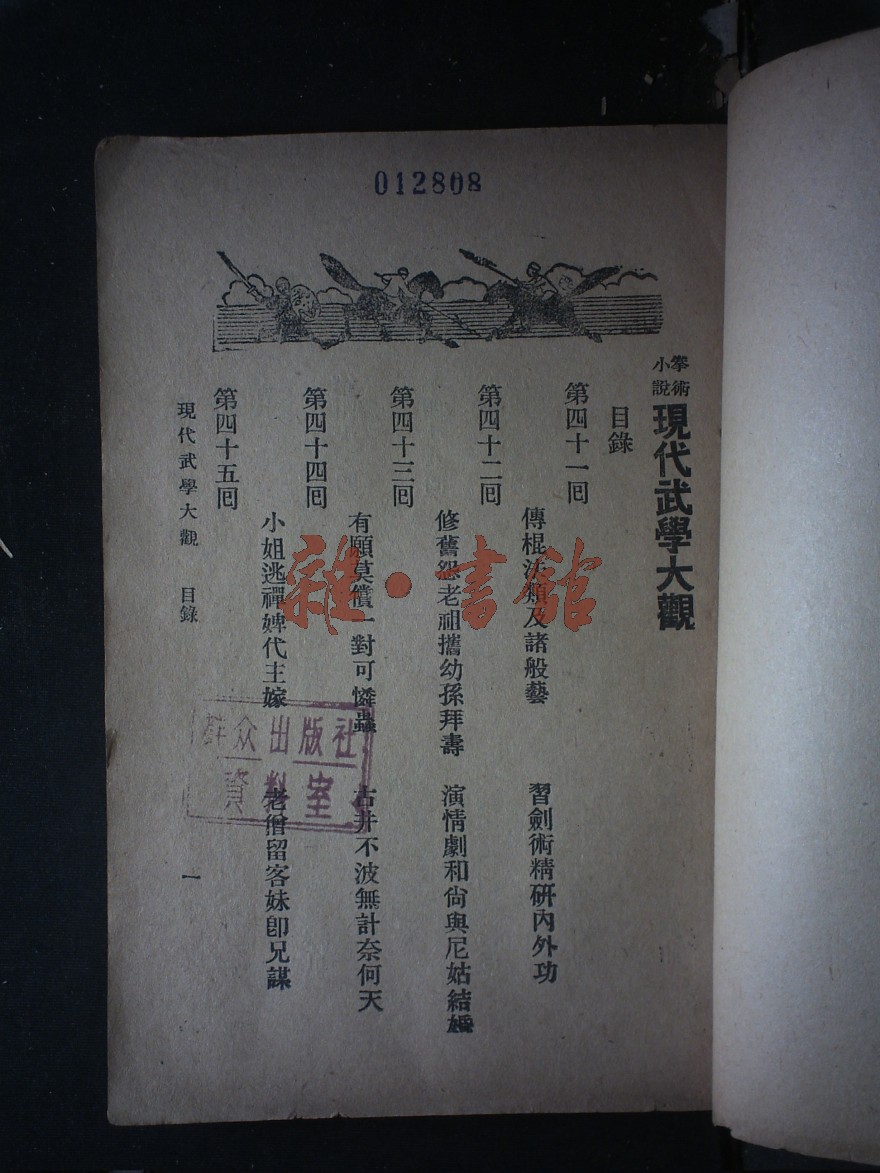 012808
拳術小說
現代武學大觀
目錄
第四十一回
傳棍法類及諸般藝 習劍術精研內外功
第四十二回
修舊怨老祖攜幼孫拜壽 演情劇和尙與尼姑結婚
第四十三回
有願莫償一對可憐蟲 古井不波無計奈何天
第四十四回
小姐逃禪婢代主嫁 老僧留客妹卽兄謀
第四十五回
現代武學大觀 目錄 一
群众出版社
資料室
雜·書館